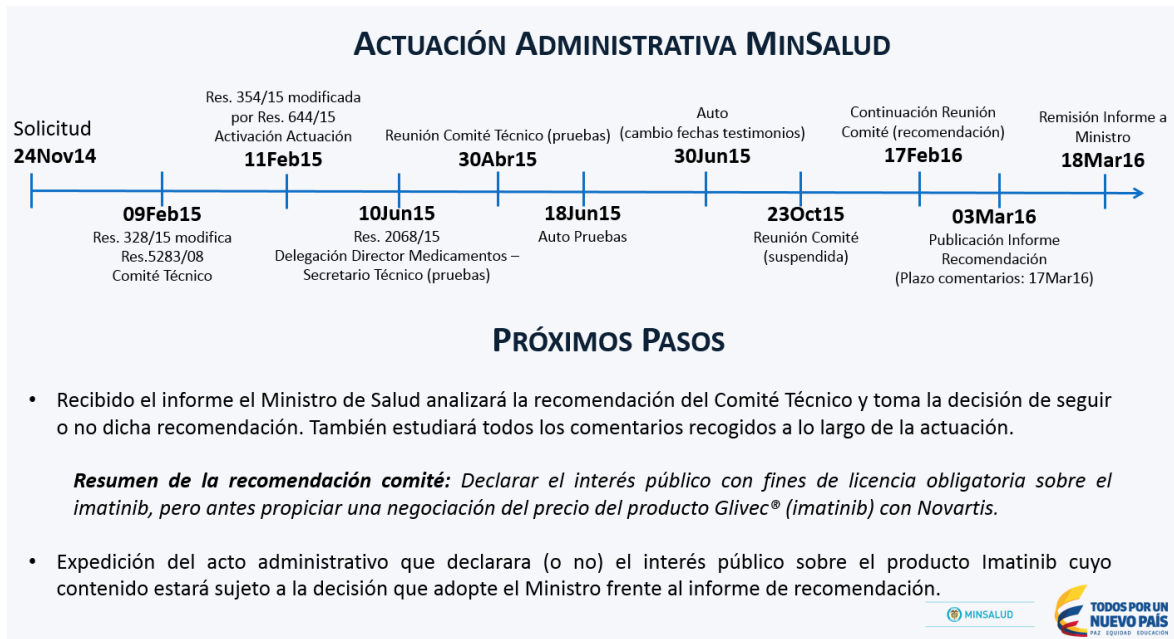 ACTUACIÓN ADMINISTRATIVA MINSALUD
Solicitud
24Nov14
Res. 354/15 modificada
por Res. 644/15
Activación Actuación
11Feb15
Reunión Comité Técnico (pruebas)
30Abr15
Auto
(cambio fechas testimonios)
30Jun15
Continuación Reunión
Comité (recomendación)
17Feb16
Remisión Informe a
Ministro
18Mar16
09Feb15
Res. 328/15 modifica
Res.5283/08
Comité Técnico
10Jun15
Res. 2068/15
Delegación Director Medicamentos –
Secretario Técnico (pruebas)
18Jun15
Auto Pruebas
23Oct15
Reunión Comité
(suspendida)
03Mar16
Publicación Informe
Recomendación
(Plazo comentarios: 17Mar16)
PRÓXIMOS PASOS
• Recibido el informe el Ministro de Salud analizará la recomendación del Comité Técnico y toma la decisión de seguir
o no dicha recomendación. También estudiará todos los comentarios recogidos a lo largo de la actuación.
Resumen de la recomendación comité: Declarar el interés público con fines de licencia obligatoria sobre el
imatinib, pero antes propiciar una negociación del precio del producto Glivec® (imatinib) con Novartis.
• Expedición del acto administrativo que declarara (o no) el interés público sobre el producto Imatinib cuyo
contenido estará sujeto a la decisión que adopte el Ministro frente al informe de recomendación.
MINSALUD
TODOS POR UN
NUEVO PAÍS
PAZ EQUIDAD EDUCACIÓN